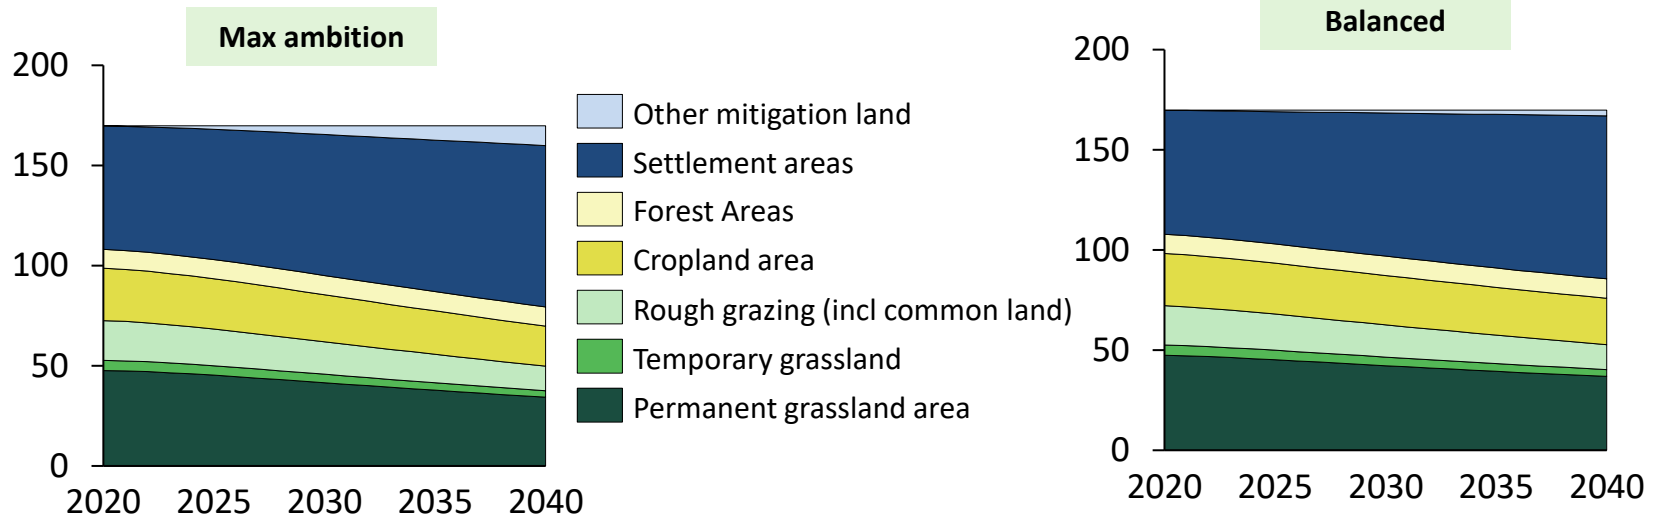 Max ambition
200
150
100
50
0
2020 2025 2030 2035 2040
Other mitigation land
Settlement areas
Forest Areas
Cropland area
Rough grazing (incl common land)
Temporary grassland
Permanent grassland area
Balanced
200
150
100
50
0
2020 2025 2030 2035 2040